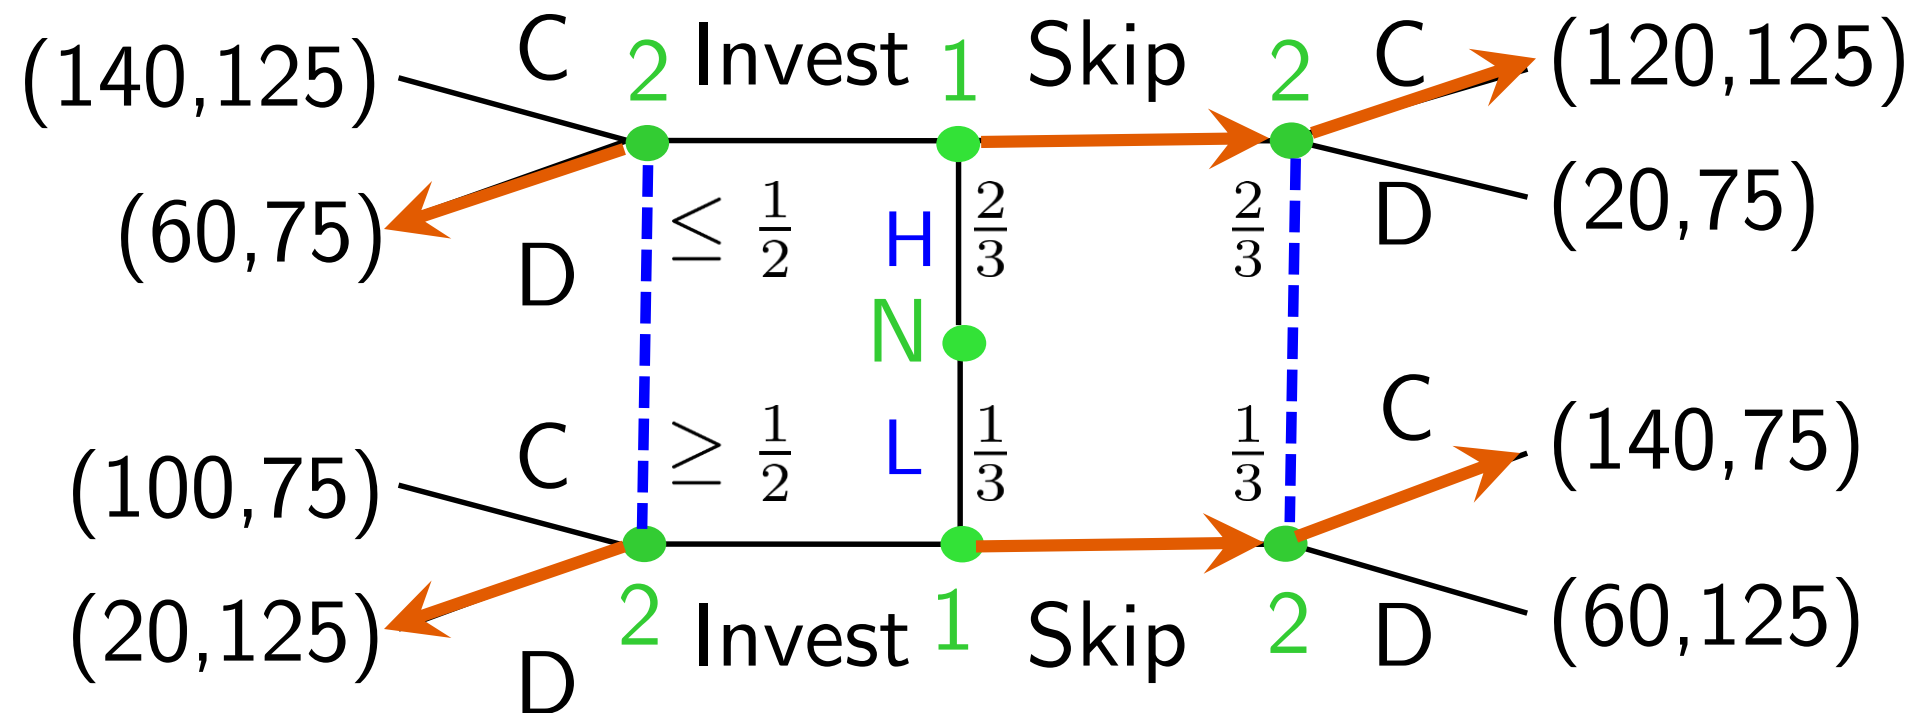 (140,125) C 2 Invest 1 Skip 2 C (120,125)
(60,75) D ≤ 1/2 H 2/3 2/3 D (20,75)
N
(100,75) C ≥ 1/2 L 1/3 1/3 C (140,75)
(20,125) D 2 Invest 1 Skip 2 D (60,125)